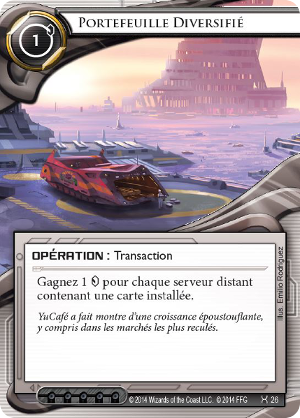 Portefeuille Diversifié
1
OPÉRATION : Transaction
Gagnez 1 pour chaque serveur distant
contenant une carte installée.
YuCafé a fait montre d'une croissance époustouflante,
y compris dans les marchés les plus reculés.
Illus. Emilio Rodriguez
© 2014 Wizards of the Coast LLC. © 2014 FFG
26